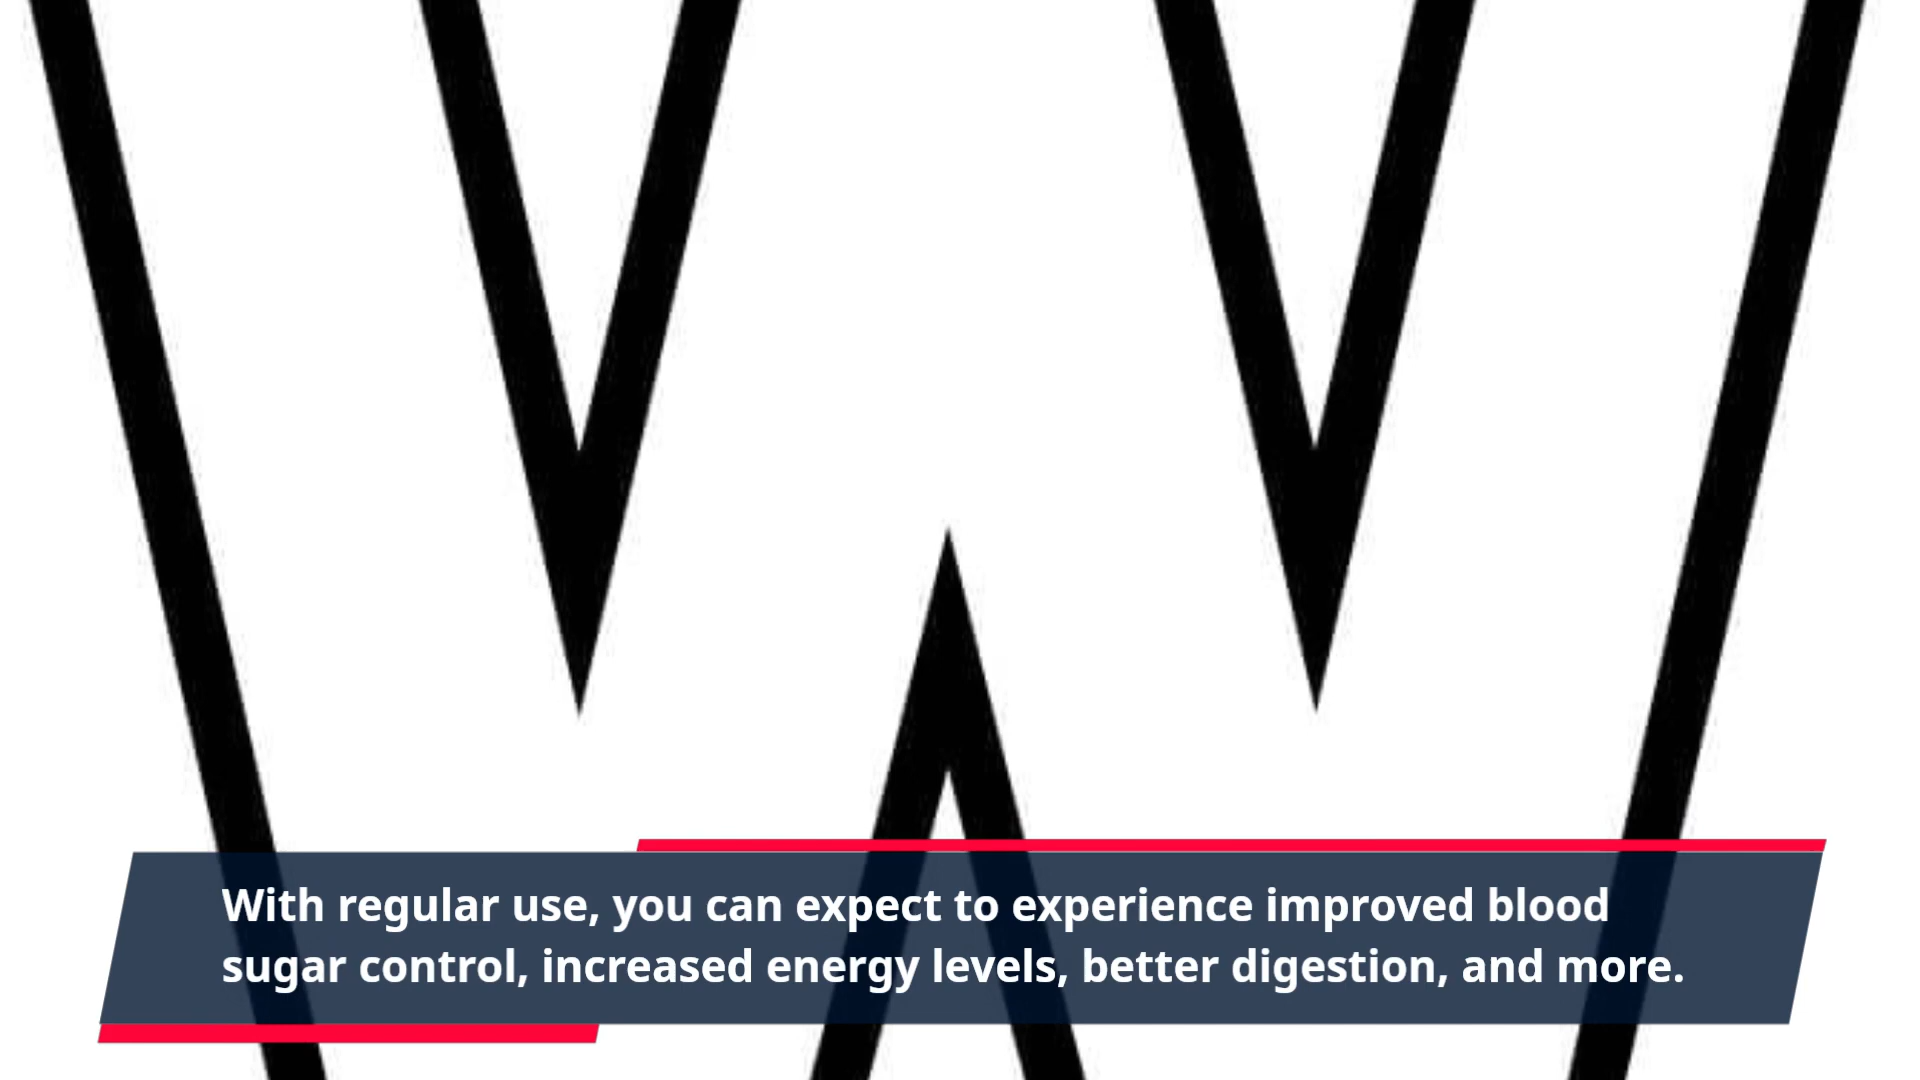 W
With regular use, you can expect to experience improved blood
sugar control, increased energy levels, better digestion, and more.